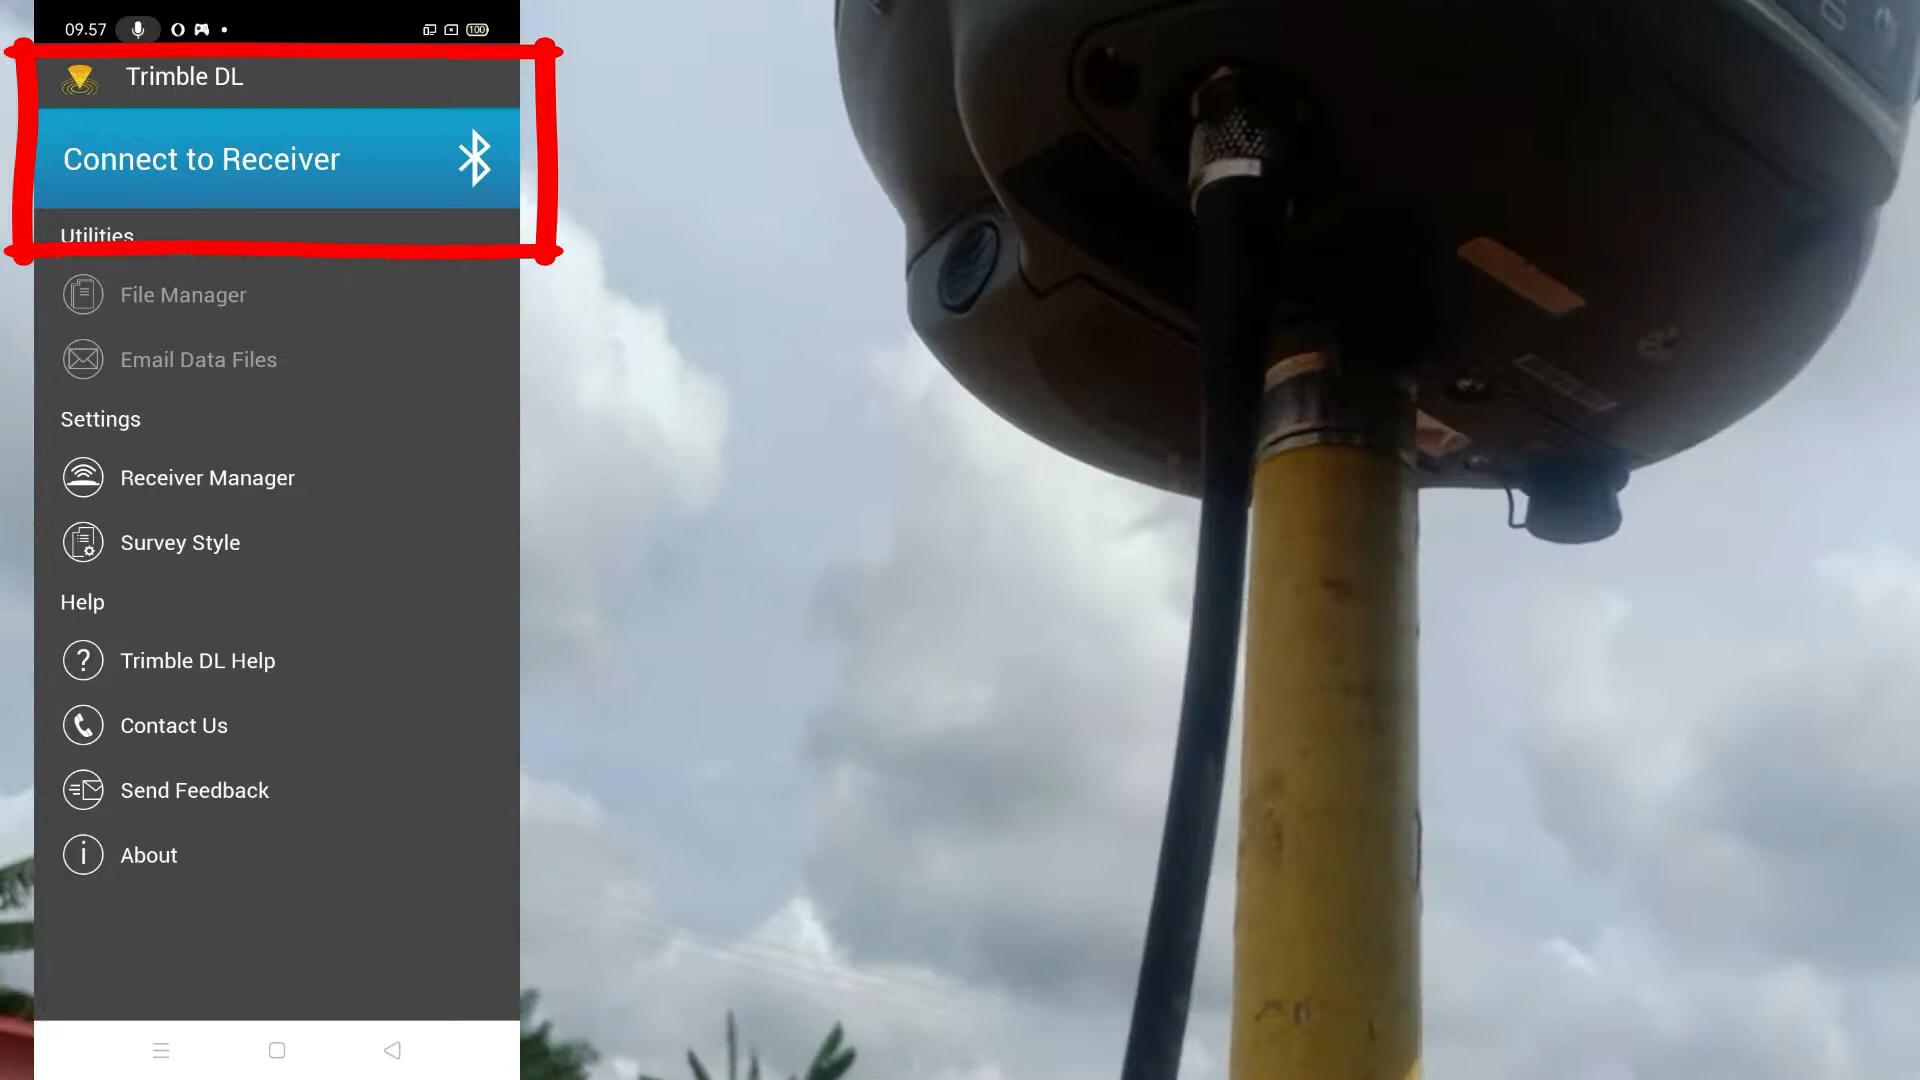 09.57
100
Trimble DL
Connect to Receiver
Utilities
File Manager
Email Data Files
Settings
Receiver Manager
Survey Style
Help
Trimble DL Help
Contact Us
Send Feedback
About